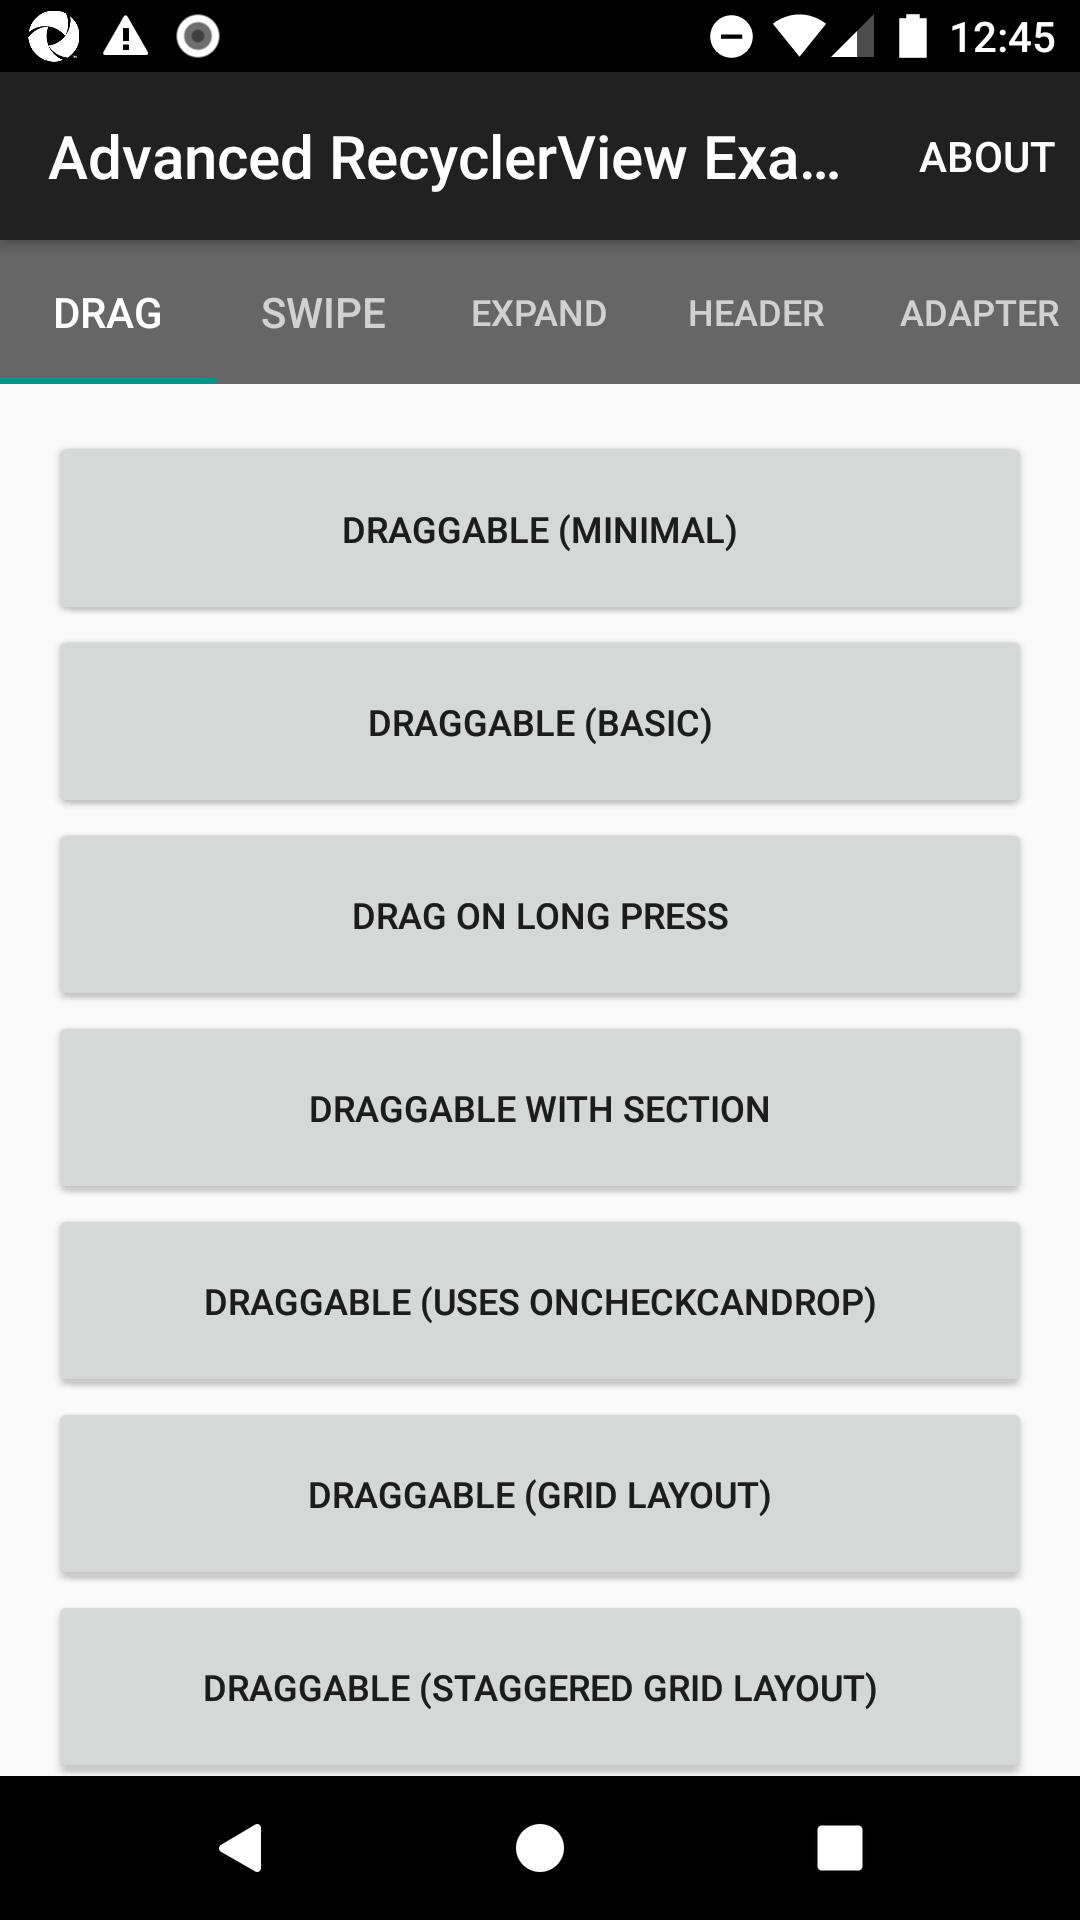 12:45
Advanced RecyclerView Exa...
ABOUT
DRAG
SWIPE
EXPAND
HEADER
ADAPTER
DRAGGABLE (MINIMAL)
DRAGGABLE (BASIC)
DRAG ON LONG PRESS
DRAGGABLE WITH SECTION
DRAGGABLE (USES ONCHECKCANDROP)
DRAGGABLE (GRID LAYOUT)
DRAGGABLE (STAGGERED GRID LAYOUT)